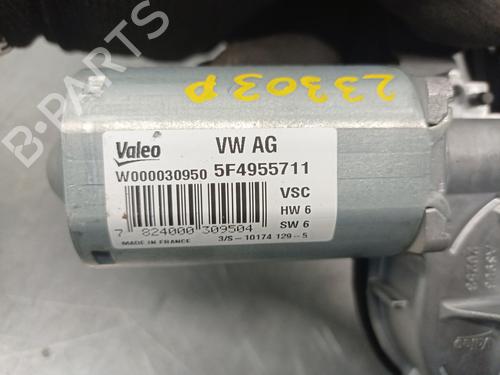 23303P
Valeo VW AG
W000030950 5F4955711
VSC
HW 6
SW 6
7 824000 309504
MADE IN FRANCE 3/S-10174 129-5
B-PARTS
Valeo